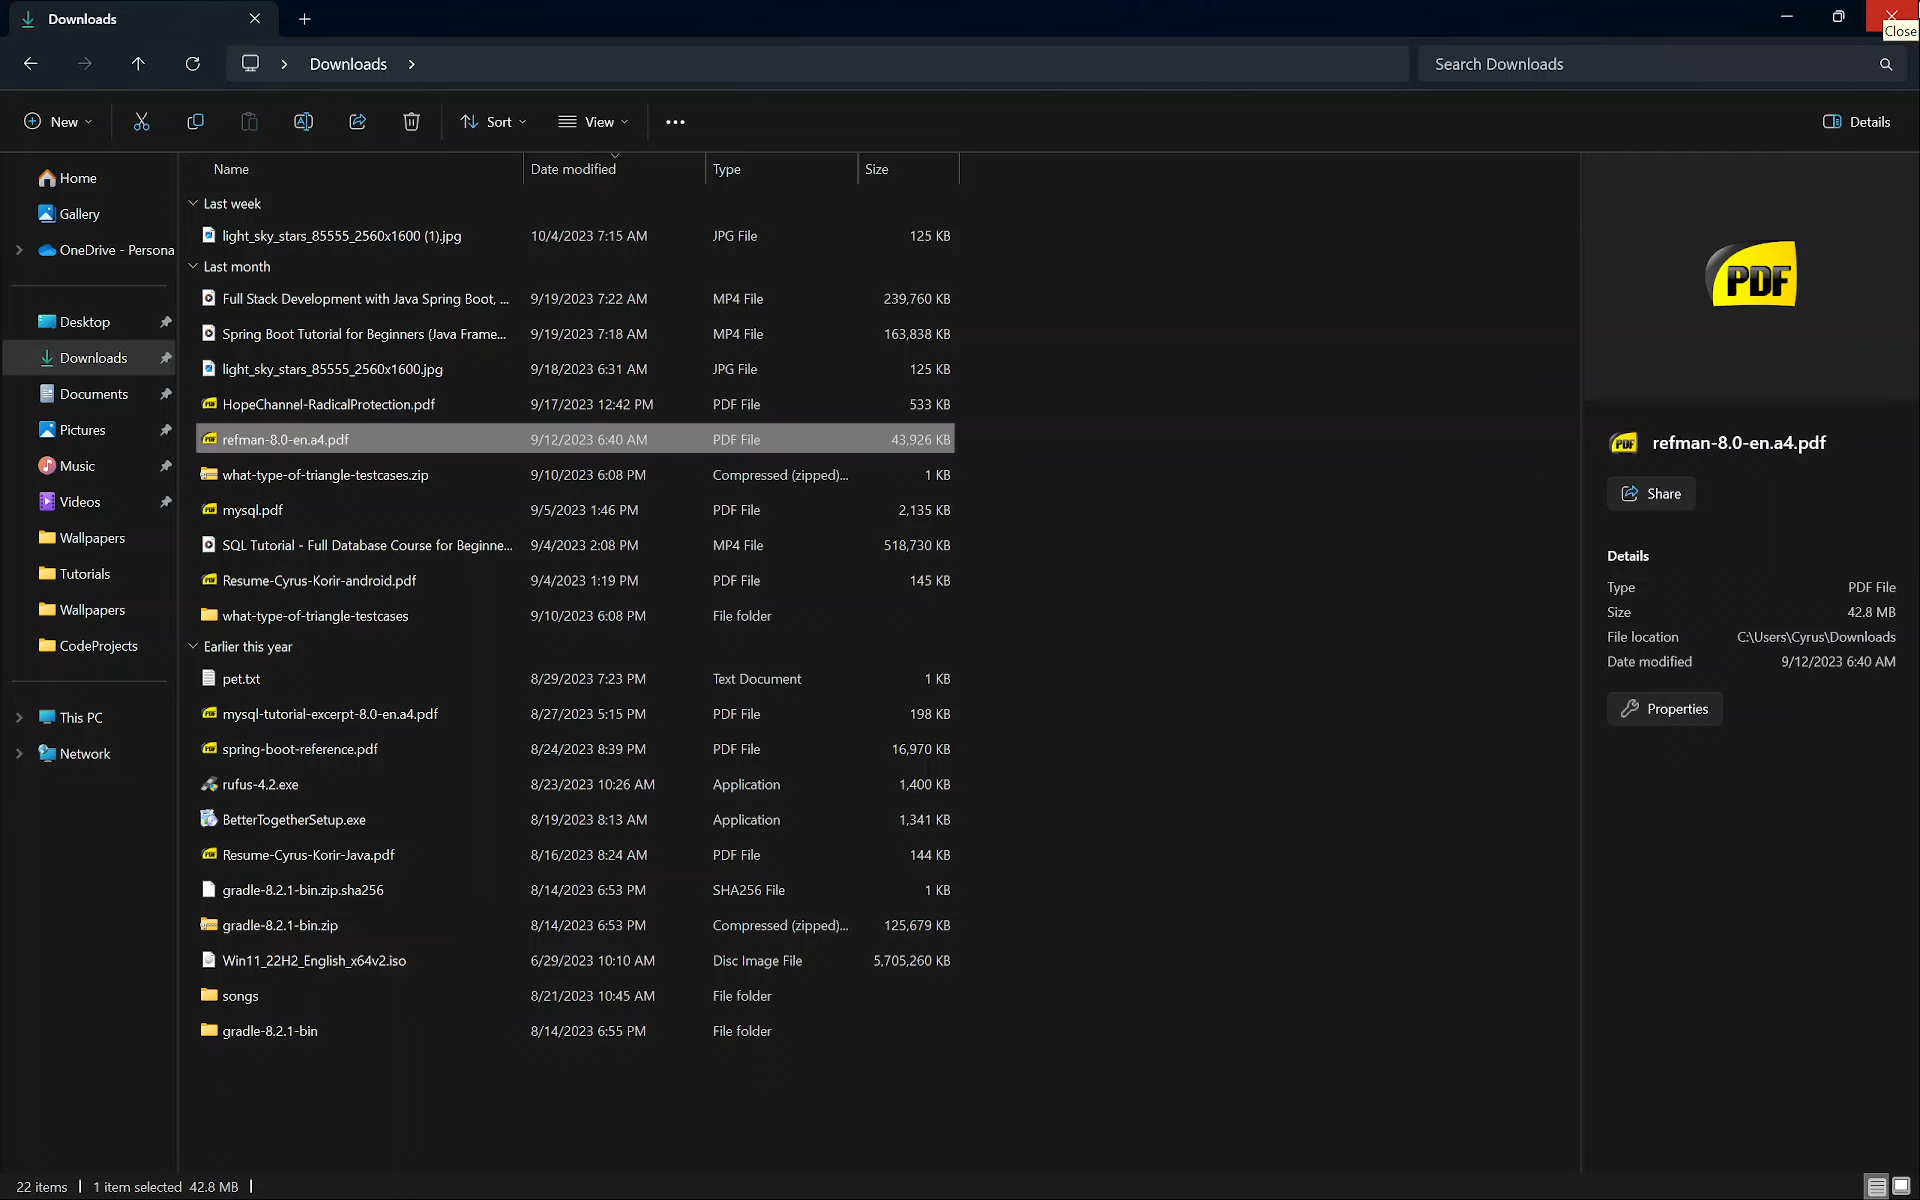 Downloads
Close
Downloads
Search Downloads
New
Sort
View
Details
Home
Gallery
OneDrive - Persona
Desktop
Downloads
Documents
Pictures
Music
Videos
Wallpapers
Tutorials
Wallpapers
CodeProjects
This PC
Network
Name Date modified Type Size
Last week
light_sky_stars_85555_2560x1600 (1).jpg 10/4/2023 7:15 AM JPG File 125 KB
Last month
Full Stack Development with Java Spring Boot, ... 9/19/2023 7:22 AM MP4 File 239,760 KB
Spring Boot Tutorial for Beginners (Java Frame... 9/19/2023 7:18 AM MP4 File 163,838 KB
light_sky_stars_85555_2560x1600.jpg 9/18/2023 6:31 AM JPG File 125 KB
HopeChannel-RadicalProtection.pdf 9/17/2023 12:42 PM PDF File 533 KB
refman-8.0-en.a4.pdf 9/12/2023 6:40 AM PDF File 43,926 KB
what-type-of-triangle-testcases.zip 9/10/2023 6:08 PM Compressed (zipped)... 1 KB
mysql.pdf 9/5/2023 1:46 PM PDF File 2,135 KB
SQL Tutorial - Full Database Course for Beginne... 9/4/2023 2:08 PM MP4 File 518,730 KB
Resume-Cyrus-Korir-android.pdf 9/4/2023 1:19 PM PDF File 145 KB
what-type-of-triangle-testcases 9/10/2023 6:08 PM File folder
Earlier this year
pet.txt 8/29/2023 7:23 PM Text Document 1 KB
mysql-tutorial-excerpt-8.0-en.a4.pdf 8/27/2023 5:15 PM PDF File 198 KB
spring-boot-reference.pdf 8/24/2023 8:39 PM PDF File 16,970 KB
rufus-4.2.exe 8/23/2023 10:26 AM Application 1,400 KB
BetterTogetherSetup.exe 8/19/2023 8:13 AM Application 1,341 KB
Resume-Cyrus-Korir-Java.pdf 8/16/2023 8:24 AM PDF File 144 KB
gradle-8.2.1-bin.zip.sha256 8/14/2023 6:53 PM SHA256 File 1 KB
gradle-8.2.1-bin.zip 8/14/2023 6:53 PM Compressed (zipped)... 125,679 KB
Win11_22H2_English_x64v2.iso 6/29/2023 10:10 AM Disc Image File 5,705,260 KB
songs 8/21/2023 10:45 AM File folder
gradle-8.2.1-bin 8/14/2023 6:55 PM File folder
PDF
PDF refman-8.0-en.a4.pdf
Share
Details
Type PDF File
Size 42.8 MB
File location C:\Users\Cyrus\Downloads
Date modified 9/12/2023 6:40 AM
Properties
22 items 1 item selected 42.8 MB